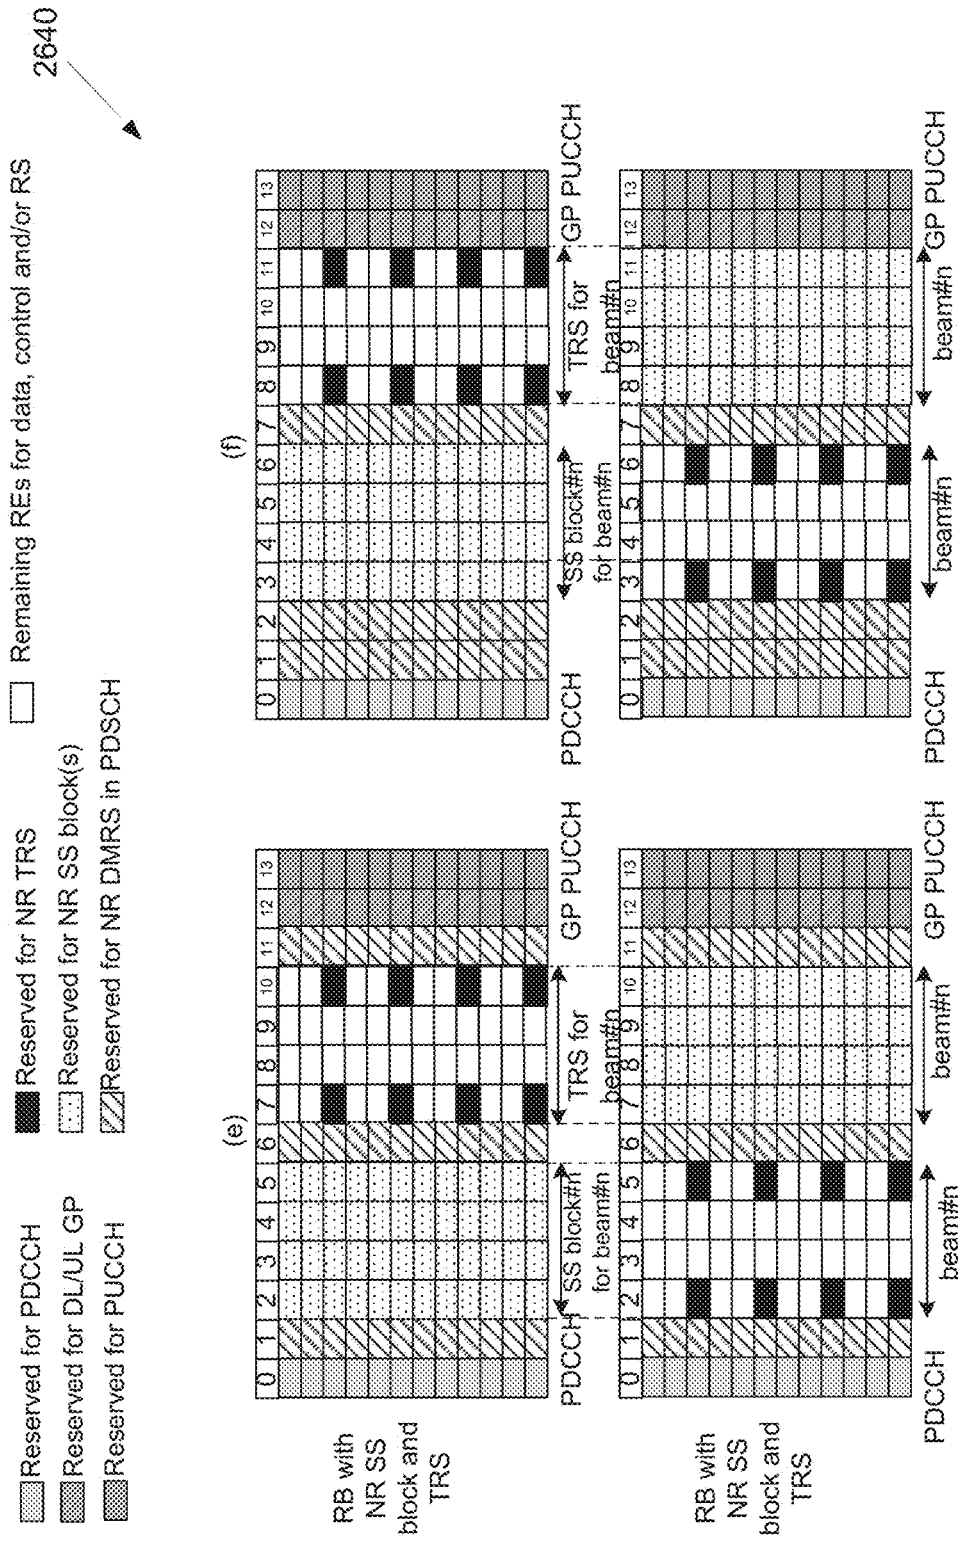 2640
Reserved for PDCCH
Reserved for DL/UL GP
Reserved for PUCCH
Reserved for NR TRS
Reserved for NR SS block(s)
Reserved for NR DMRS in PDSCH
Remaining REs for data, control and/or RS
(e)
RB with
NR SS
block and
TRS
0 1 2 3 4 5 6 7 8 9 10 11 12 13
PDCCH
SS block#n
for beam#n
TRS for
beam#n
GP PUCCH
(f)
0 1 2 3 4 5 6 7 8 9 10 11 12 13
PDCCH
SS block#n
for beam#n
TRS for
beam#n
GP PUCCH
RB with
NR SS
block and
TRS
0 1 2 3 4 5 6 7 8 9 10 11 12 13
PDCCH
beam#n
beam#n
GP PUCCH
0 1 2 3 4 5 6 7 8 9 10 11 12 13
PDCCH
beam#n
beam#n
GP PUCCH